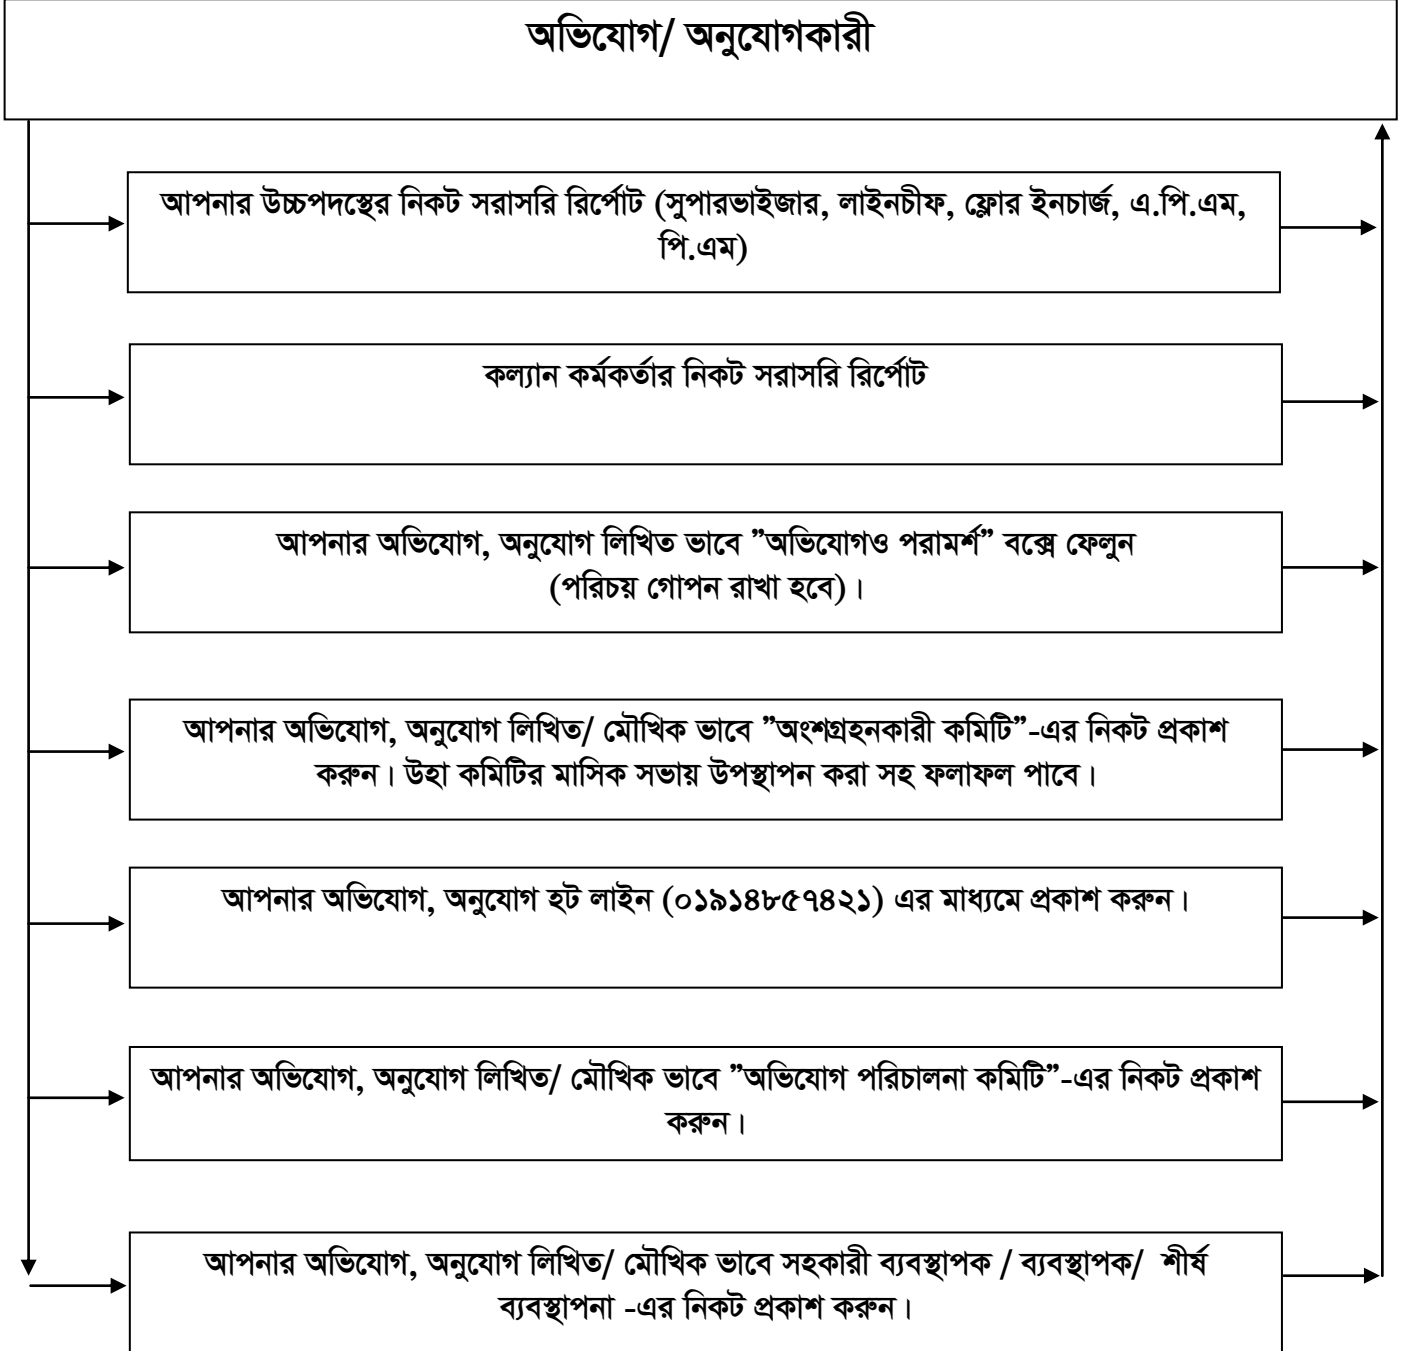 অভিযোগ/ অনুযোগকারী
আপনার উচ্চপদস্থের নিকট সরাসরি রির্পোট (সুপারভাইজার, লাইনচীফ, ফ্লোর ইনচার্জ, এ.পি.এম,
পি.এম)
কল্যান কর্মকর্তার নিকট সরাসরি রির্পোট
আপনার অভিযোগ, অনুযোগ লিখিত ভাবে ”অভিযোগও পরামর্শ” বক্সে ফেলুন
(পরিচয় গোপন রাখা হবে)।
আপনার অভিযোগ, অনুযোগ লিখিত/ মৌখিক ভাবে ”অংশগ্রহনকারী কমিটি”-এর নিকট প্রকাশ
করুন। উহা কমিটির মাসিক সভায় উপস্থাপন করা সহ ফলাফল পাবে।
আপনার অভিযোগ, অনুযোগ হট লাইন (০১৯১৪৮৫৭৪২১) এর মাধ্যমে প্রকাশ করুন।
আপনার অভিযোগ, অনুযোগ লিখিত/ মৌখিক ভাবে ”অভিযোগ পরিচালনা কমিটি”-এর নিকট প্রকাশ
করুন।
আপনার অভিযোগ, অনুযোগ লিখিত/ মৌখিক ভাবে সহকারী ব্যবস্থাপক / ব্যবস্থাপক/ শীর্ষ
ব্যবস্থাপনা -এর নিকট প্রকাশ করুন।